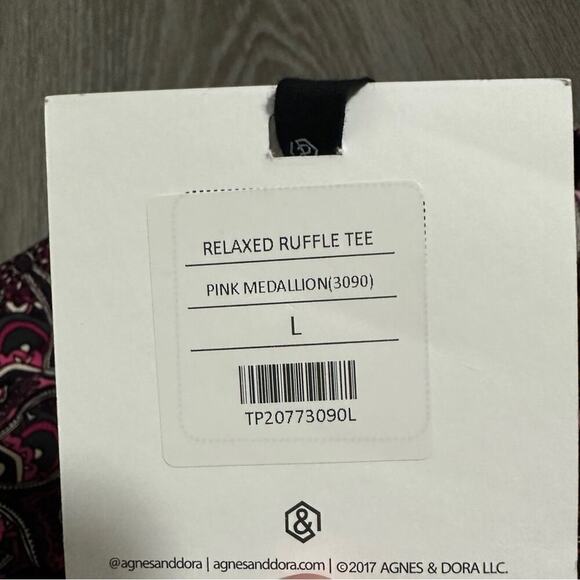 RELAXED RUFFLE TEE
PINK MEDALLION(3090)
L
TP20773090L
&
@agnesanddora | agnesanddora.com | ©2017 AGNES & DORA LLC.